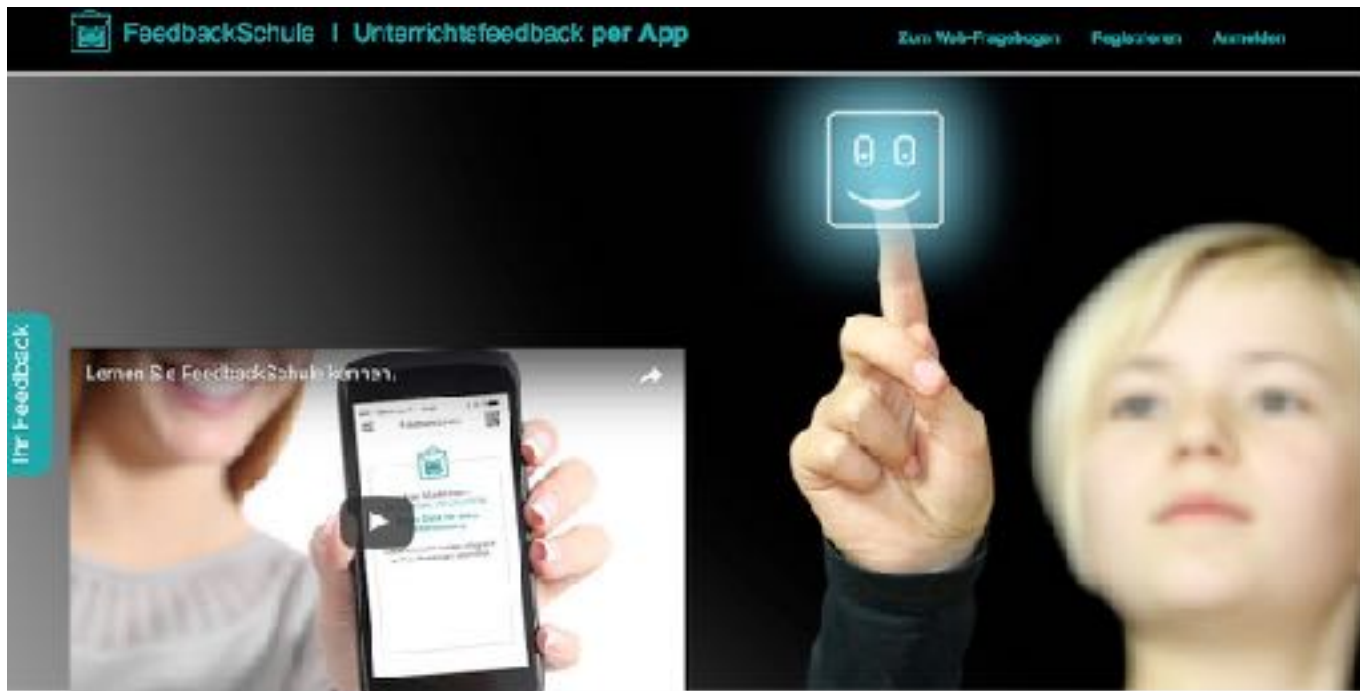 FeedbackSchule | Unterrichtsfeedback per App
Zum Web-Fragebogen Registrieren Anmelden
Ihr Feedback
Lernen Sie FeedbackSchule kennen.